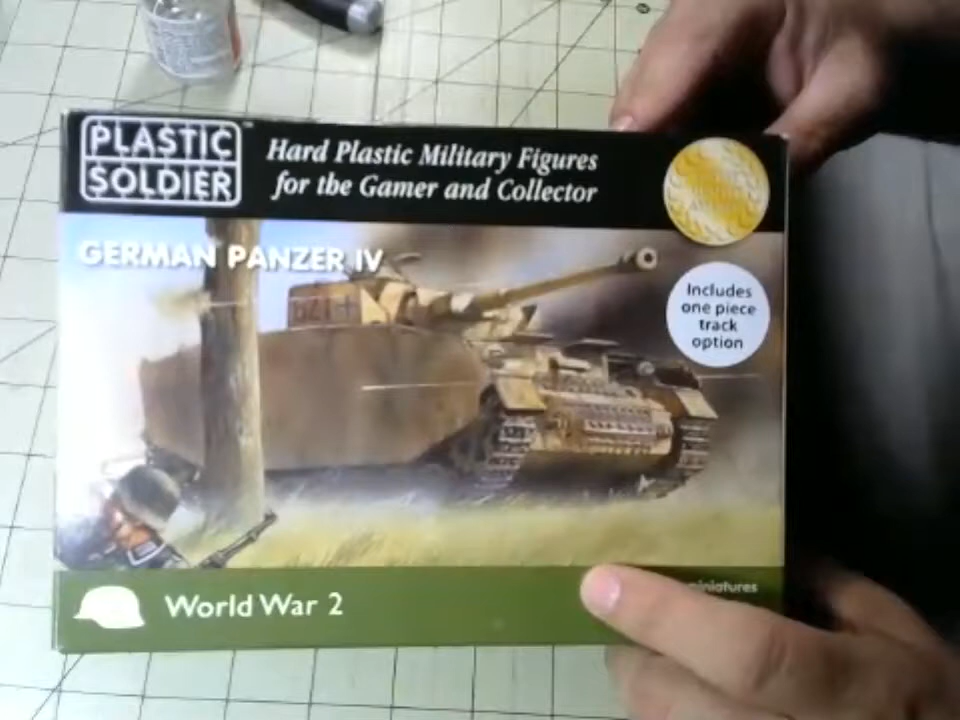 PLASTIC
SOLDIER
Hard Plastic Military Figures
for the Gamer and Collector
GERMAN PANZER IV
Includes
one piece
track
option
World War 2
miniatures